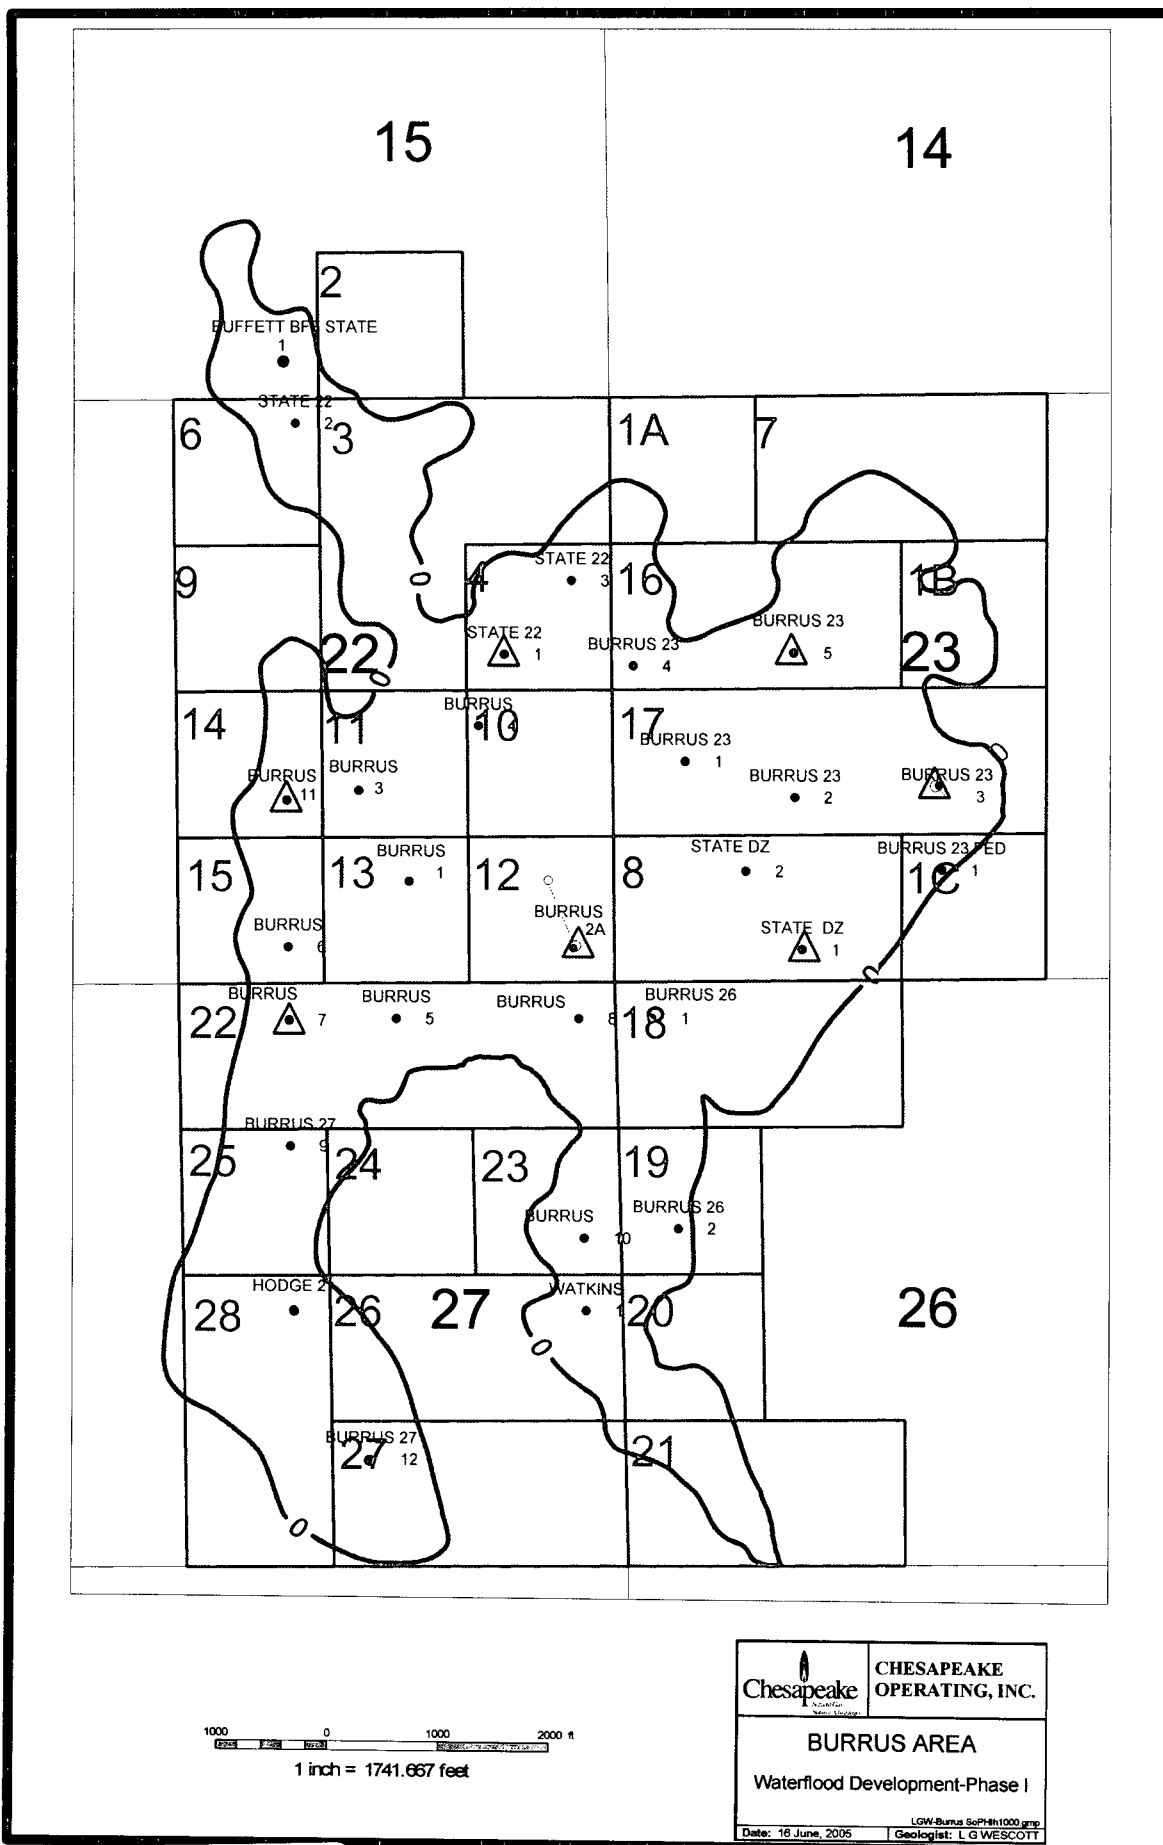 15
14
2
BUFFETT BFF STATE
1
STATE 22
2
6
3
1A
7
9
0
4
STATE 22
3
16
1B
STATE 22
1
BURRUS 23
4
BURRUS 23
5
22
0
23
14
11
BURRUS
4
10
17
BURRUS 23
1
0
BURRUS
11
BURRUS
3
BURRUS 23
2
BURRUS 23
3
15
13
BURRUS
1
12
8
STATE DZ
2
BURRUS 23 FED
1
1C
BURRUS
6
BURRUS
2A
STATE DZ
1
0
22
BURRUS
7
BURRUS
5
BURRUS
8
BURRUS 26
1
18
BURRUS 27
9
25
24
23
19
BURRUS
10
BURRUS 26
2
HODGE 2
28
26
27
WATKINS
1
20
26
0
BURRUS 27
12
27
21
0
Chesapeake
CHESAPEAKE
OPERATING, INC.
BURRUS AREA
Waterflood Development-Phase I
LGW-Burrus SoPHIh1000.gmp
Date: 16 June, 2005
Geologist: L G WESCOTT
1000 0 1000 2000 ft
1 inch = 1741.667 feet